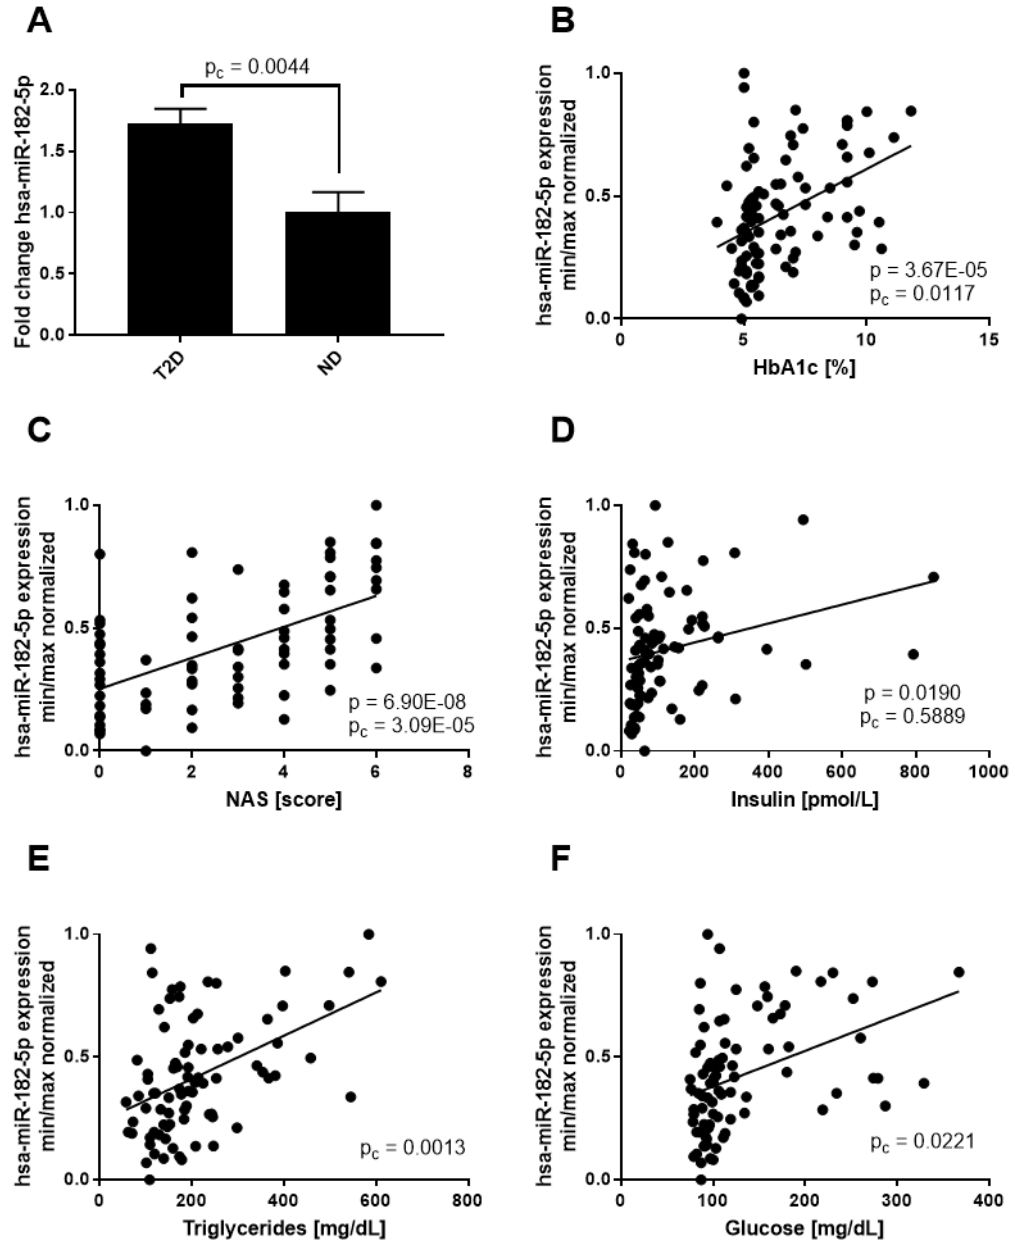 A
Fold change hsa-miR-182-5p
2.0
1.5
1.0
0.5
0.0
pc = 0.0044
T2D
ND
B
hsa-miR-182-5p expression
min/max normalized
1.0
0.5
0.0
p = 3.67E-05
pc = 0.0117
0 5 10 15
HbA1c [%]
C
hsa-miR-182-5p expression
min/max normalized
1.0
0.5
0.0
p = 6.90E-08
pc = 3.09E-05
0 2 4 6 8
NAS [score]
D
hsa-miR-182-5p expression
min/max normalized
1.0
0.5
0.0
p = 0.0190
pc = 0.5889
0 200 400 600 800 1000
Insulin [pmol/L]
E
hsa-miR-182-5p expression
min/max normalized
1.0
0.5
0.0
pc = 0.0013
0 200 400 600 800
Triglycerides [mg/dL]
F
hsa-miR-182-5p expression
min/max normalized
1.0
0.5
0.0
pc = 0.0221
0 100 200 300 400
Glucose [mg/dL]